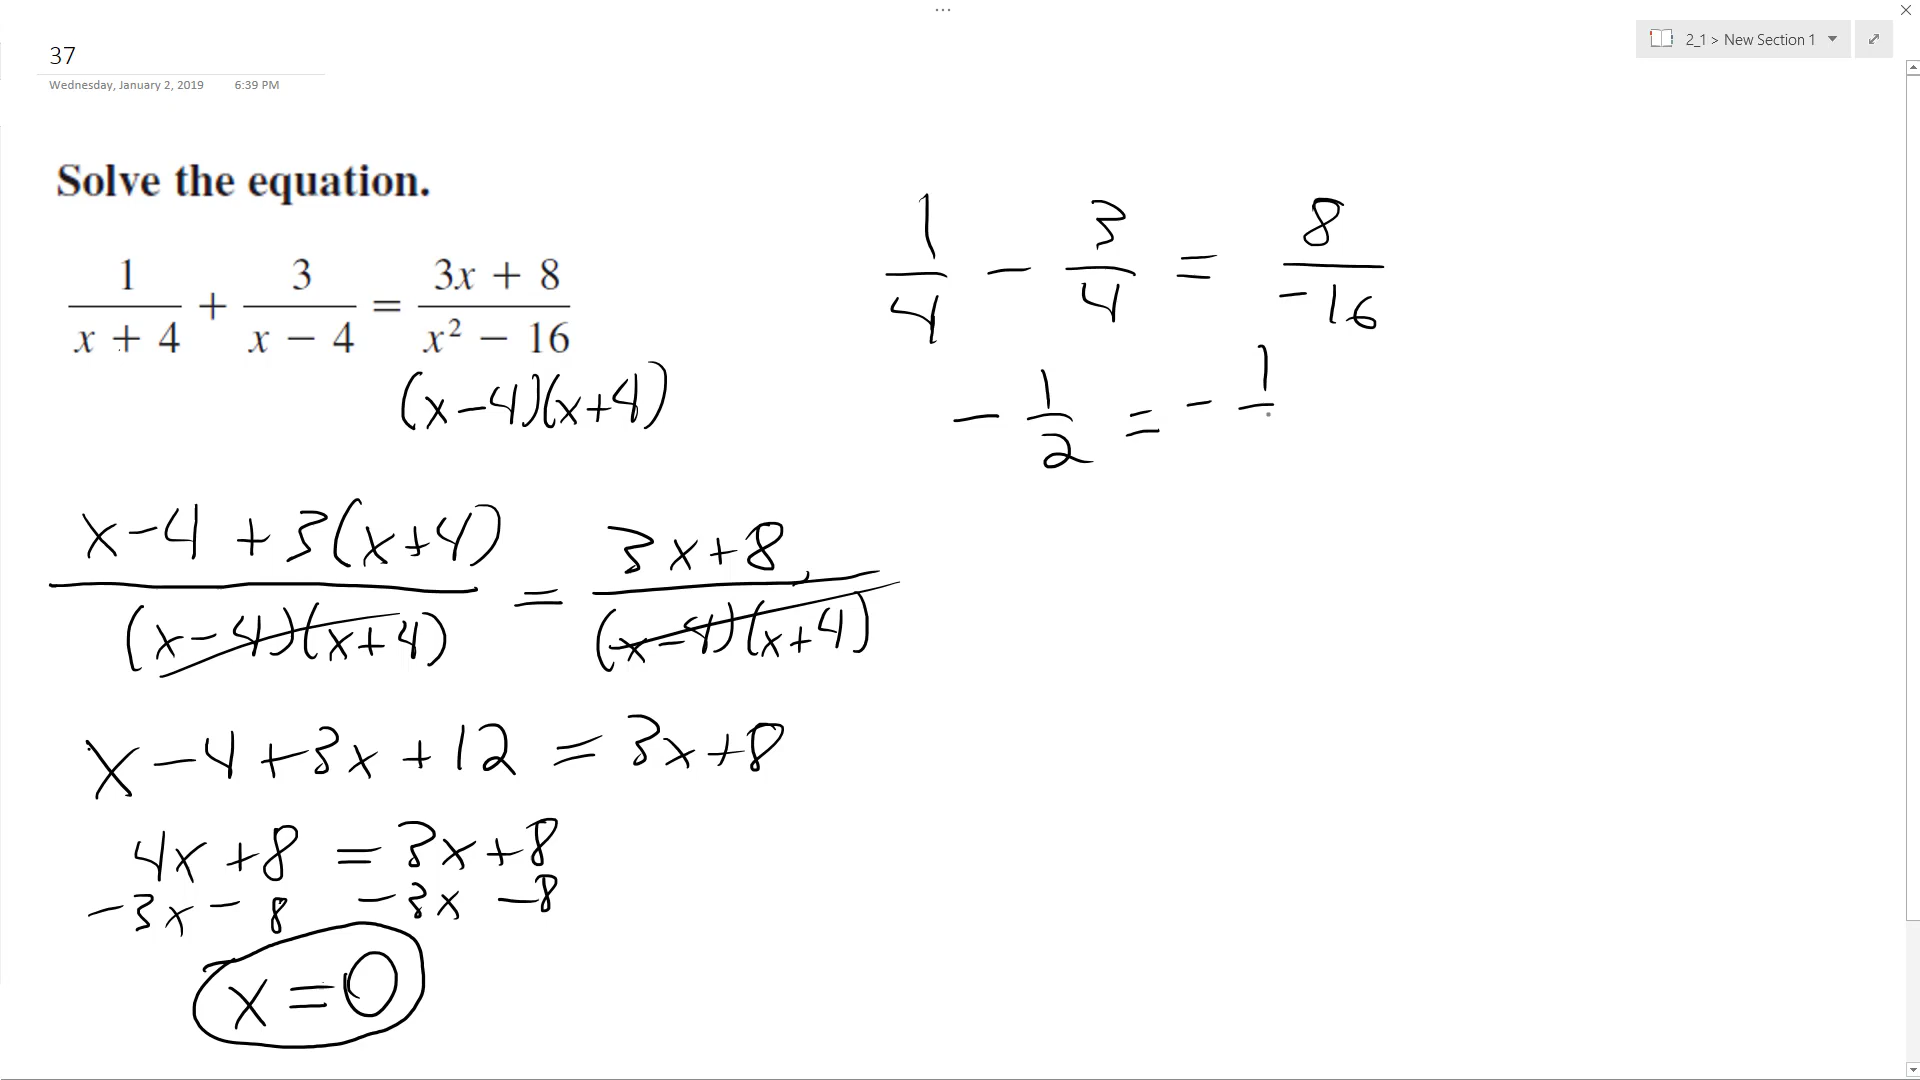 37
2_1 > New Section 1
Wednesday, January 2, 2019 6:39 PM
Solve the equation.
1/(x + 4) + 3/(x − 4) = (3x + 8)/(x² − 16)
(x-4)(x+4)
(x-4+3(x+4))/((x-4)(x+4)) = (3x+8)/((x-4)(x+4))
x-4+3x+12 = 3x+8
4x+8 = 3x+8
-3x-8 -3x-8
x=0
1/4 - 3/4 = 8/-16
- 1/2 = - 1/